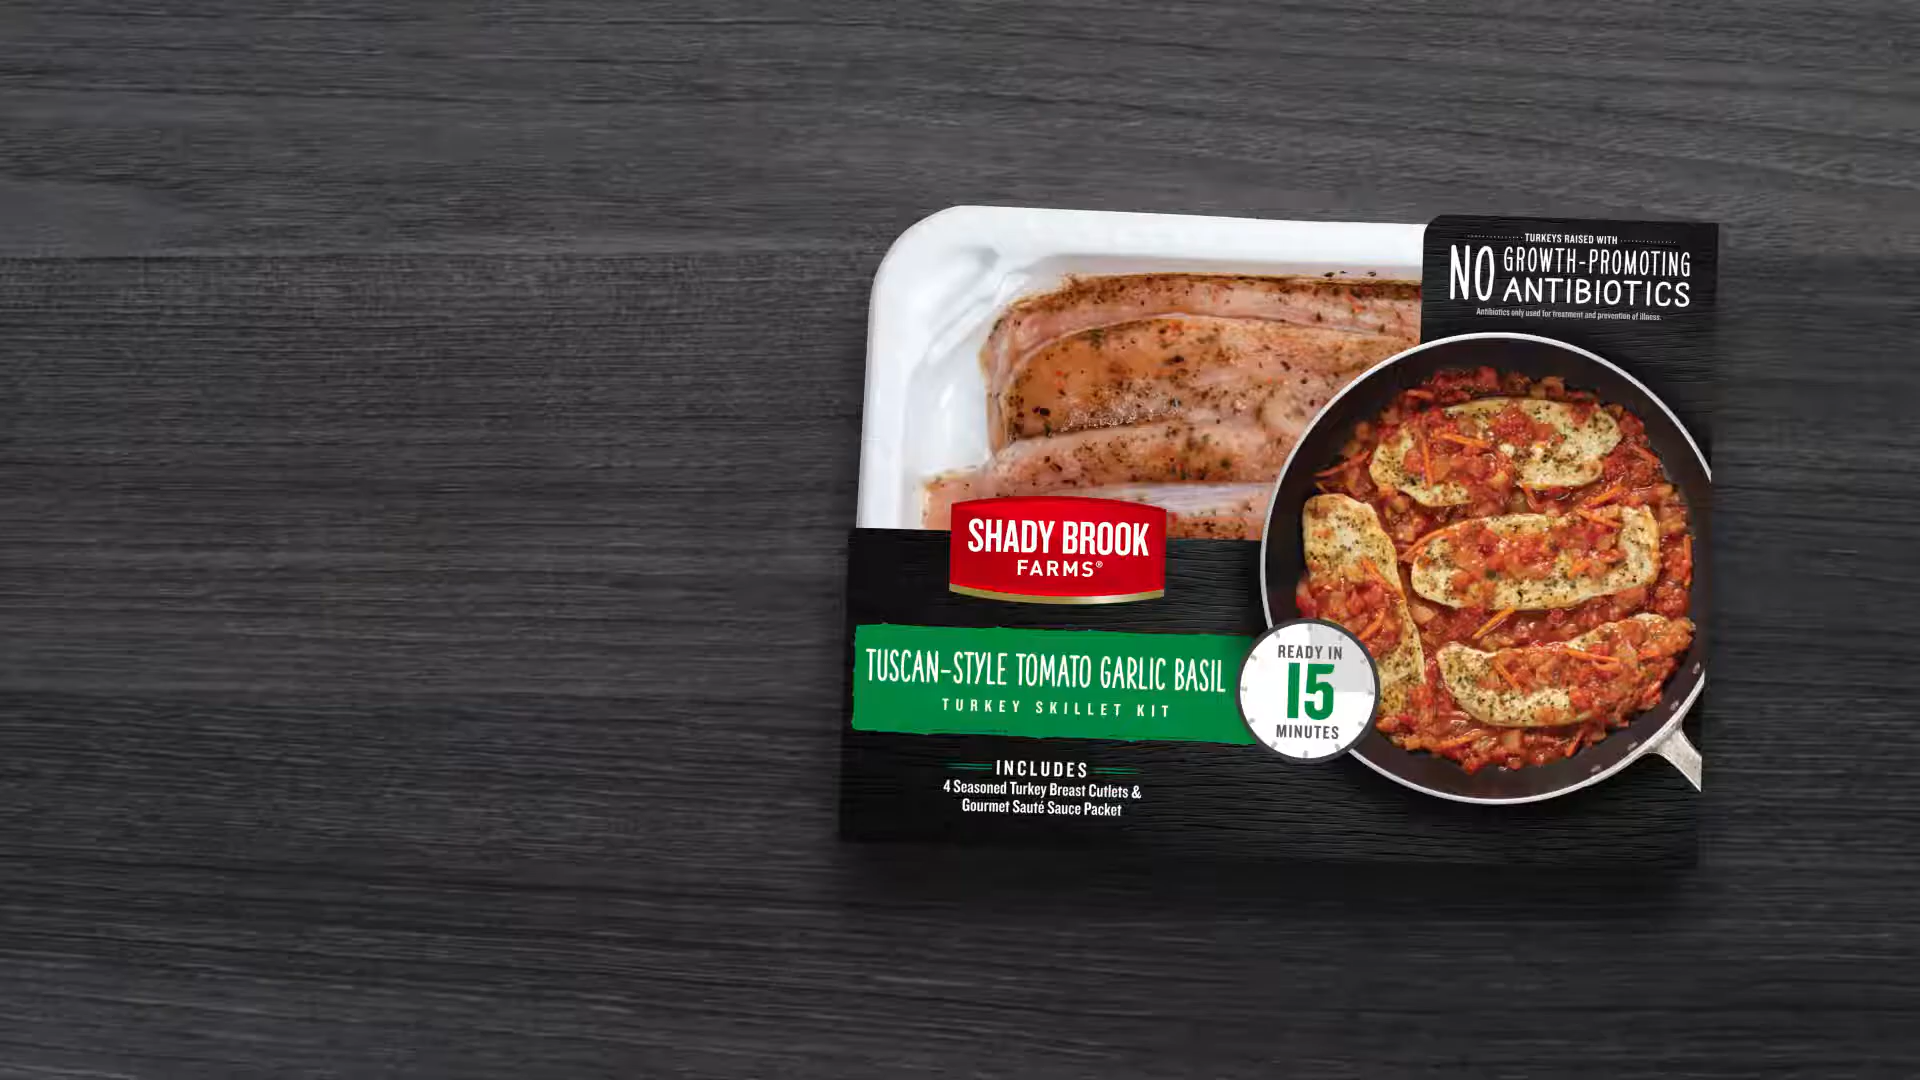 TURKEYS RAISED WITH
NO GROWTH-PROMOTING
ANTIBIOTICS
Antibiotics only used for treatment and prevention of illness.
SHADY BROOK
FARMS®
TUSCAN-STYLE TOMATO GARLIC BASIL
TURKEY SKILLET KIT
READY IN
15
MINUTES
INCLUDES
4 Seasoned Turkey Breast Cutlets &
Gourmet Sauté Sauce Packet